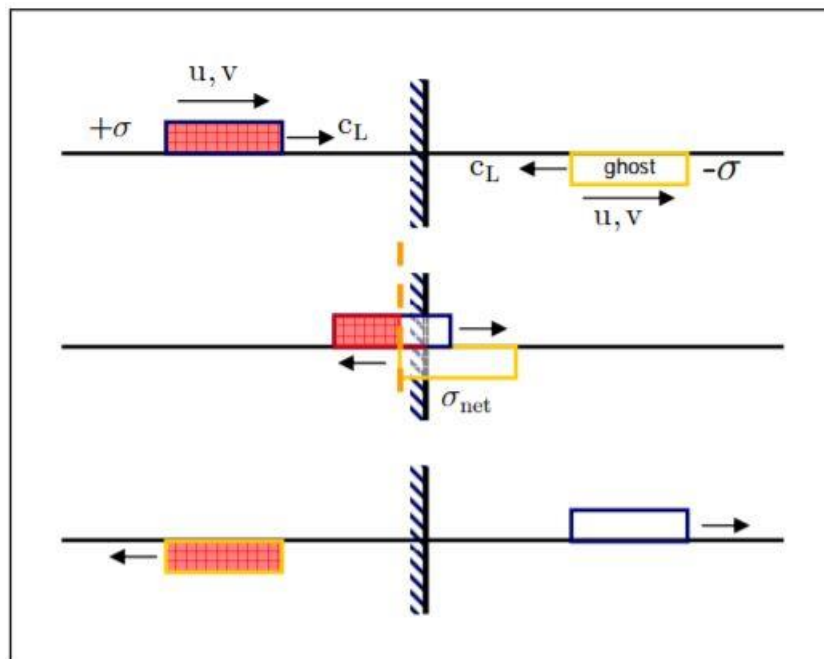 u, v
+σ
c_L
c_L
ghost
-σ
u, v
σ_net